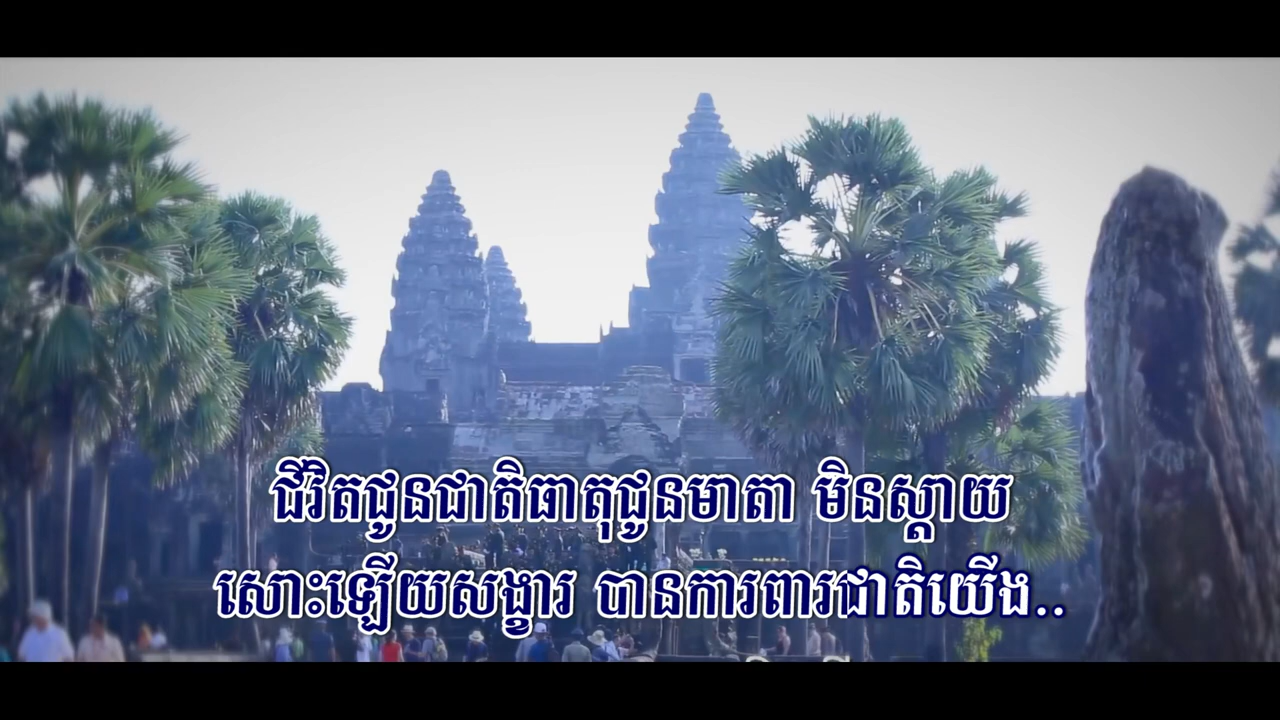 ជីវិតជូនជាតិធាតុជូនមាតា មិនស្តាយ
សោះឡើយសង្ខារ បានការពារជាតិយើង..